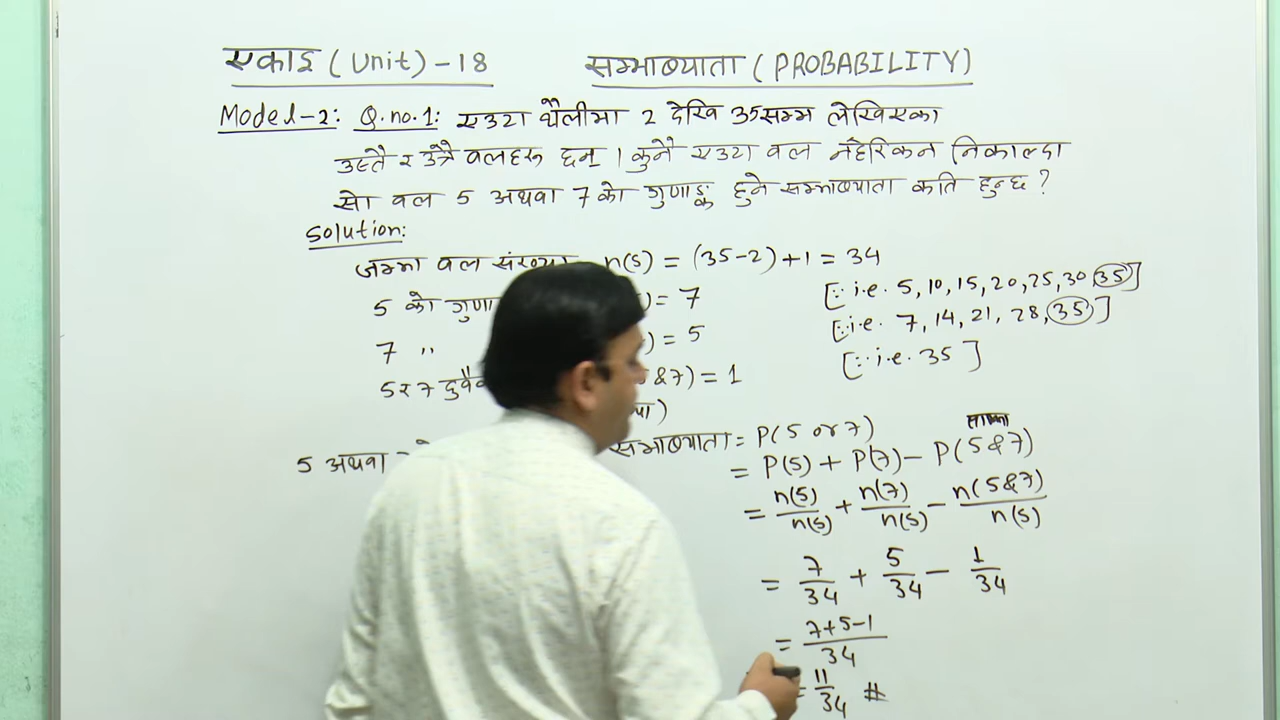 एकाइ (Unit) - 18 सम्भाव्यता (PROBABILITY)
Model-2: Q.no.1: एउटा थैलीमा 2 देखि 35 सम्म लेखिएका
उस्तै र उत्रै बलहरू छन् । कुनै एउटा बल नहेरिकन निकाल्दा
सो बल 5 अथवा 7 को गुणाङ्क हुने सम्भाव्यता कति हुन्छ ?
Solution:
जम्मा बल संख्या n(S) = (35-2)+1 = 34
5 को गुणा ) = 7 [∵ i.e. 5, 10, 15, 20, 25, 30 35]
7 " ) = 5 [∵ i.e. 7, 14, 21, 28, 35]
5 र 7 दुवै &7) = 1 [∵ i.e. 35]
5 अथवा सम्भाव्यता = P(5 or 7)
= P(5) + P(7) - P(5&7)
= n(5)/n(S) + n(7)/n(S) - n(5&7)/n(S)
= 7/34 + 5/34 - 1/34
= 7+5-1/34
= 11/34 #